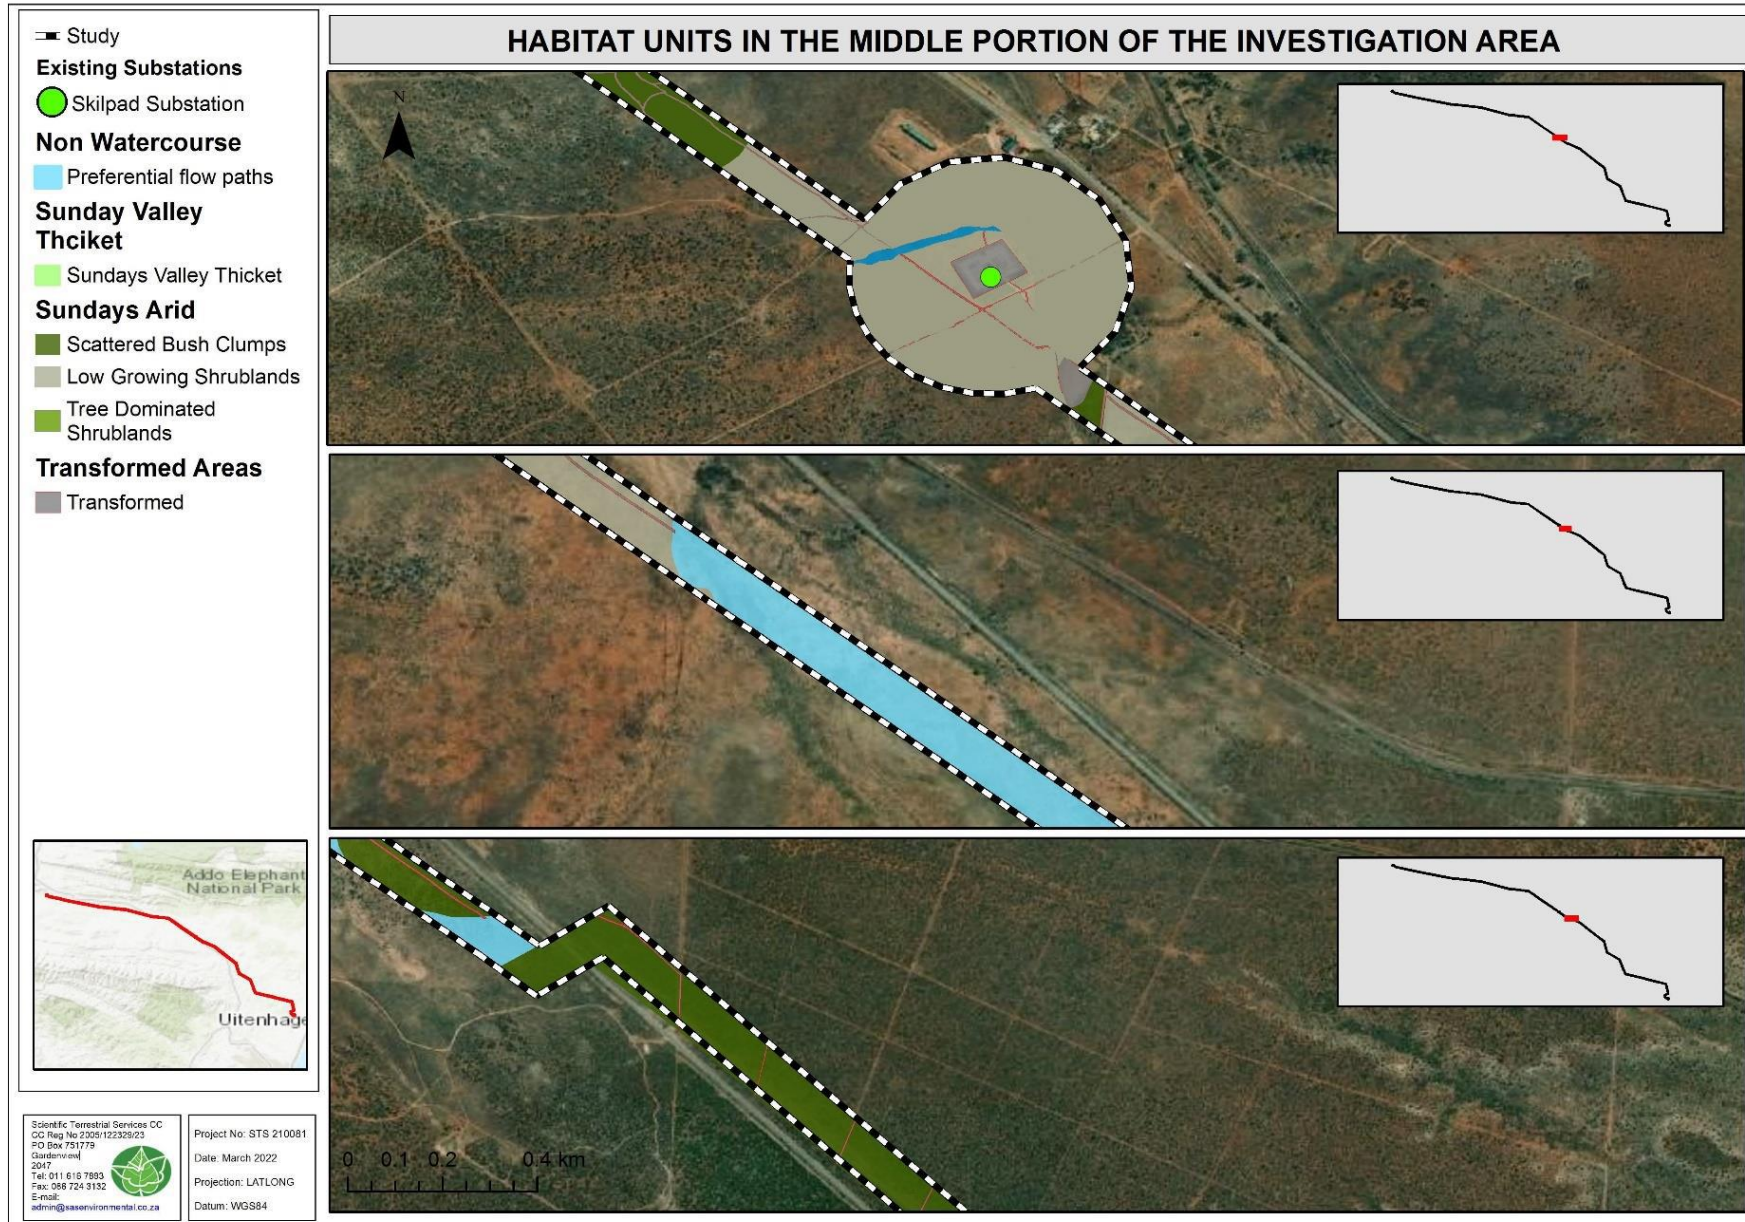 HABITAT UNITS IN THE MIDDLE PORTION OF THE INVESTIGATION AREA
Study
Existing Substations
Skilpad Substation
Non Watercourse
Preferential flow paths
Sunday Valley
Thciket
Sundays Valley Thicket
Sundays Arid
Scattered Bush Clumps
Low Growing Shrublands
Tree Dominated
Shrublands
Transformed Areas
Transformed
N
Addo Elephant
National Park
Uitenhage
Scientific Terrestrial Services CC
CC Reg No 2005/122329/23
PO Box 751779
Gardenview
2047
Tel: 011 616 7893
Fax: 086 724 3132
E-mail:
admin@sasenvironmental.co.za
Project No: STS 210081
Date: March 2022
Projection: LATLONG
Datum: WGS84
0 0.1 0.2 0.4 km